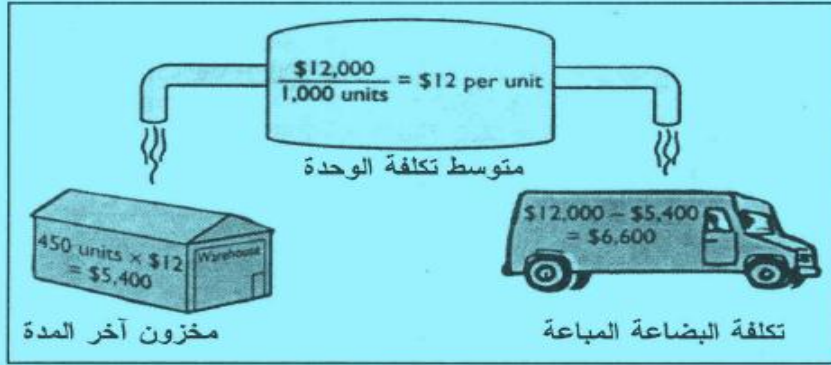 $12,000
1,000 units
= $12 per unit
متوسط تكلفة الوحدة
450 units × $12
= $5,400
Warehouse
$12,000 – $5,400
= $6,600
مخزون آخر المدة
تكلفة البضاعة المباعة